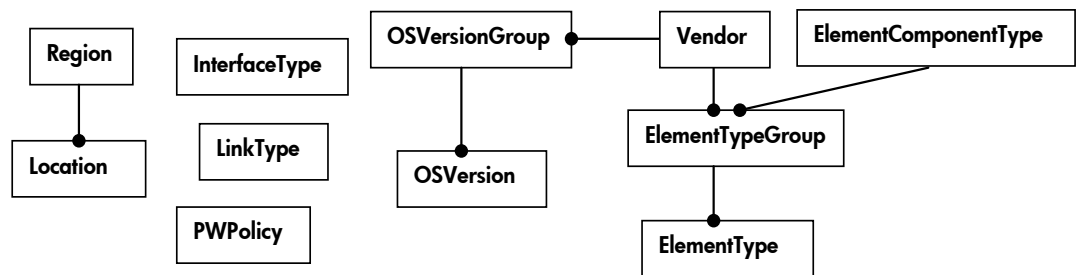 Region
InterfaceType
OSVersionGroup
Vendor
ElementComponentType
Location
LinkType
OSVersion
ElementTypeGroup
PWPolicy
ElementType